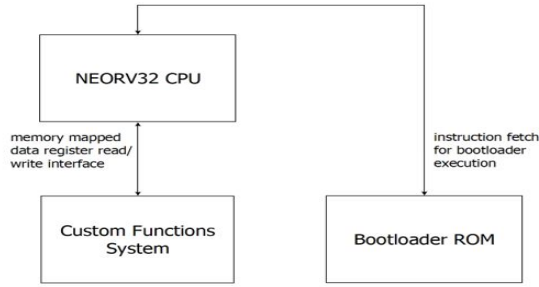 NEORV32 CPU
memory mapped
data register read/
write interface
instruction fetch
for bootloader
execution
Custom Functions
System
Bootloader ROM